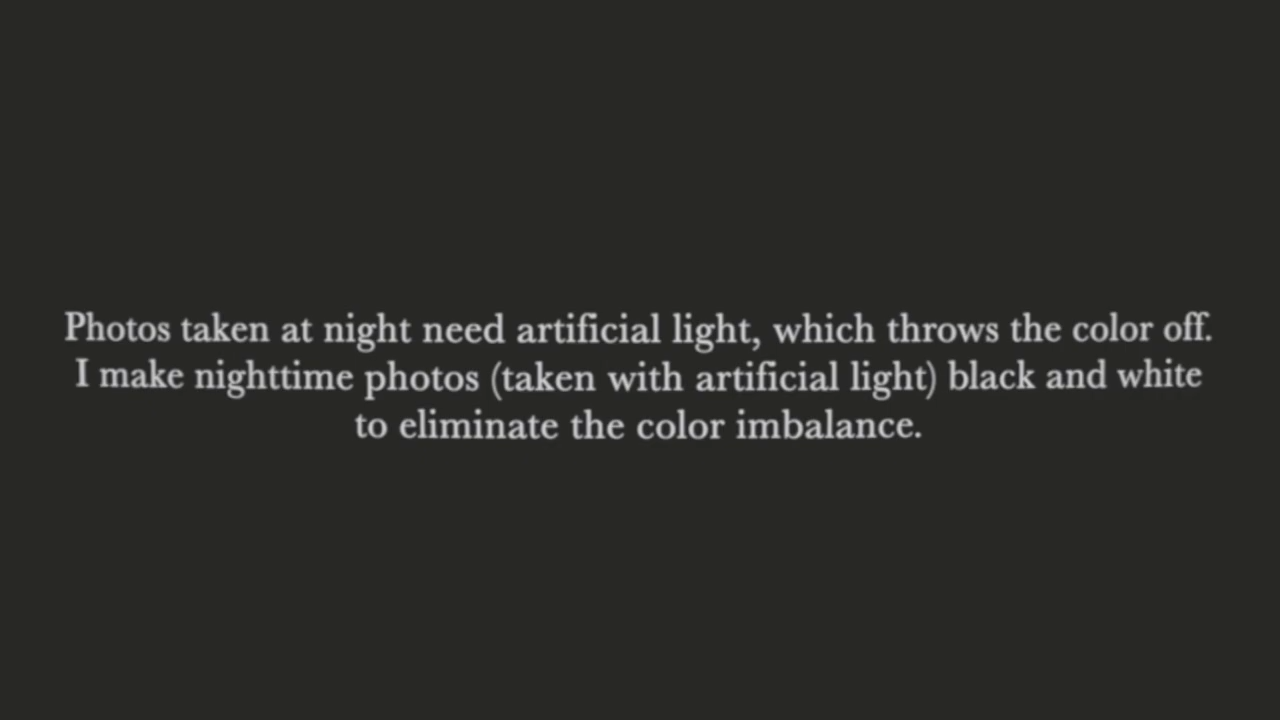 Photos taken at night need artificial light, which throws the color off.
I make nighttime photos (taken with artificial light) black and white
to eliminate the color imbalance.